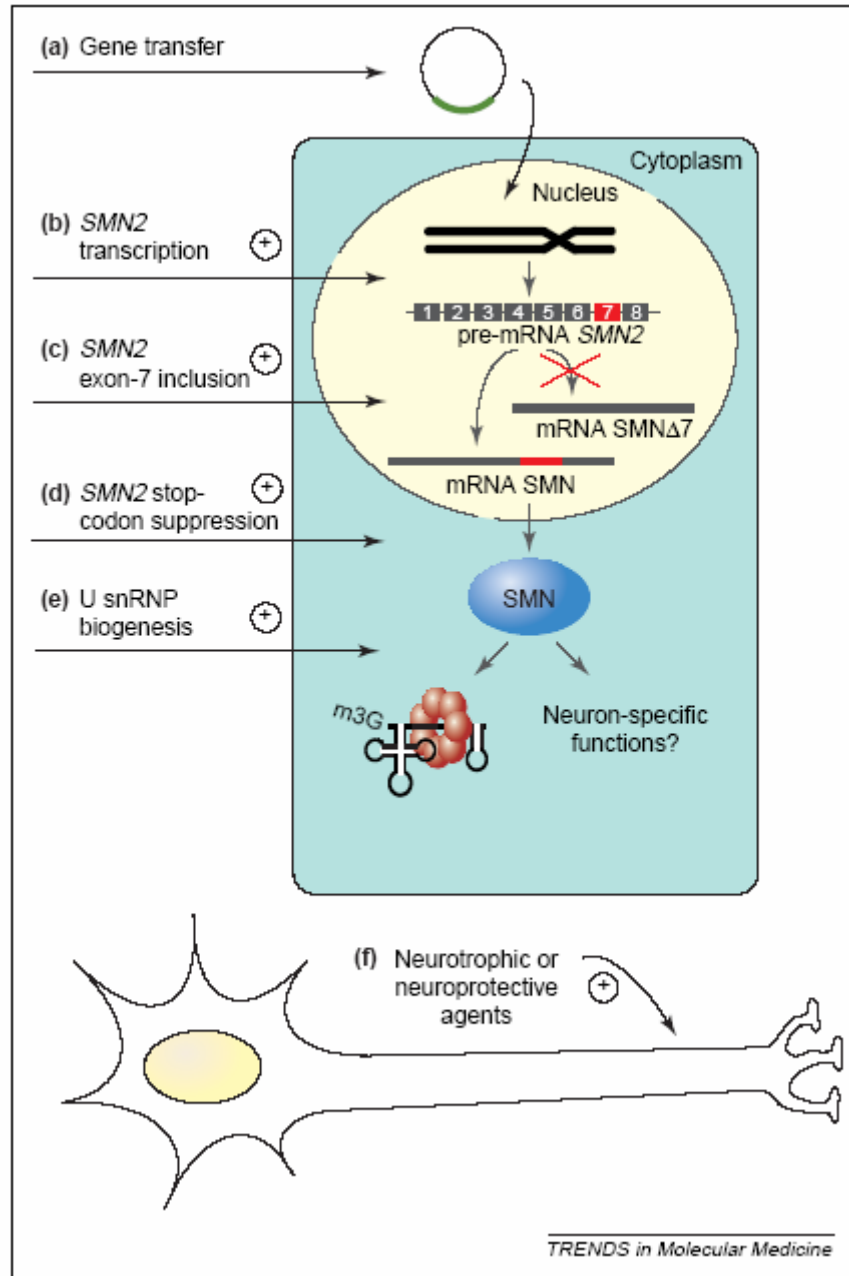 (a) Gene transfer
Cytoplasm
Nucleus
(b) SMN2
transcription
+
1 2 3 4 5 6 7 8
pre-mRNA SMN2
(c) SMN2
exon-7 inclusion
+
mRNA SMNΔ7
mRNA SMN
(d) SMN2 stop-
codon suppression
+
SMN
(e) U snRNP
biogenesis
+
m3G
Neuron-specific
functions?
(f) Neurotrophic or
neuroprotective
agents
+
TRENDS in Molecular Medicine